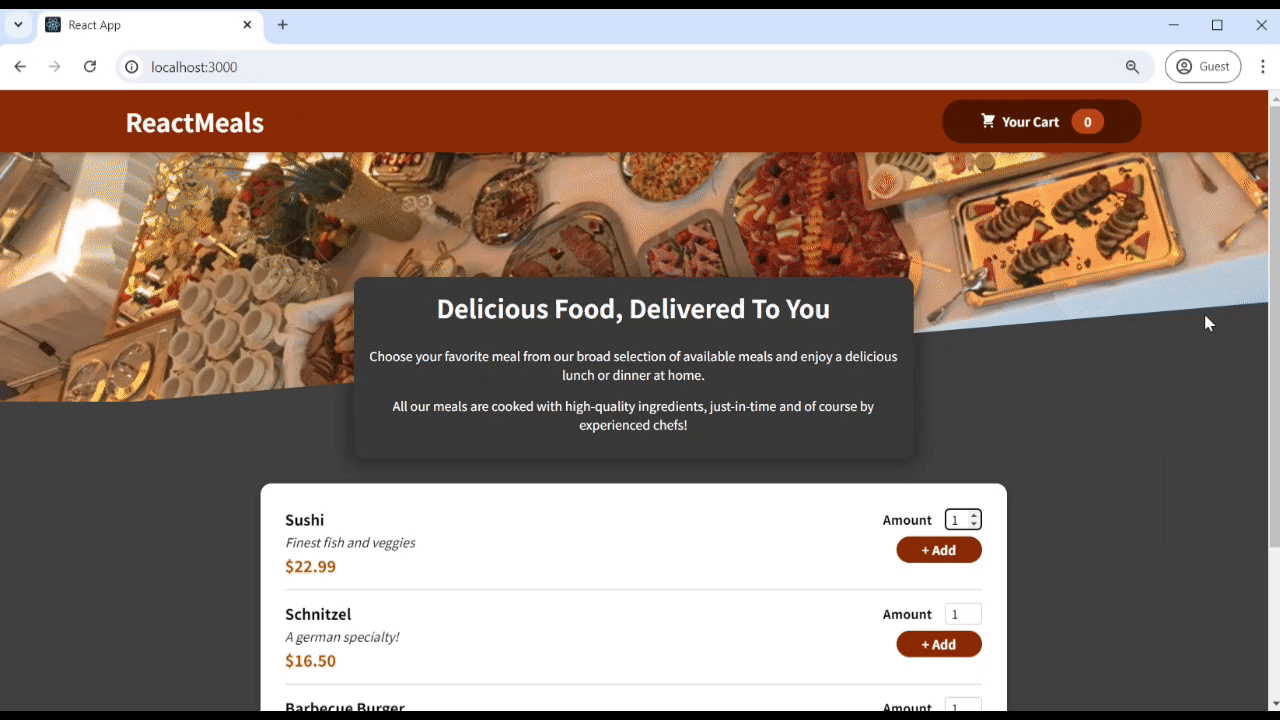 React App
localhost:3000
Guest
ReactMeals
Your Cart 0
Delicious Food, Delivered To You
Choose your favorite meal from our broad selection of available meals and enjoy a delicious
lunch or dinner at home.
All our meals are cooked with high-quality ingredients, just-in-time and of course by
experienced chefs!
Sushi
Amount 1
Finest fish and veggies
+ Add
$22.99
Schnitzel
Amount 1
A german specialty!
+ Add
$16.50
Barbecue Burger
Amount 1